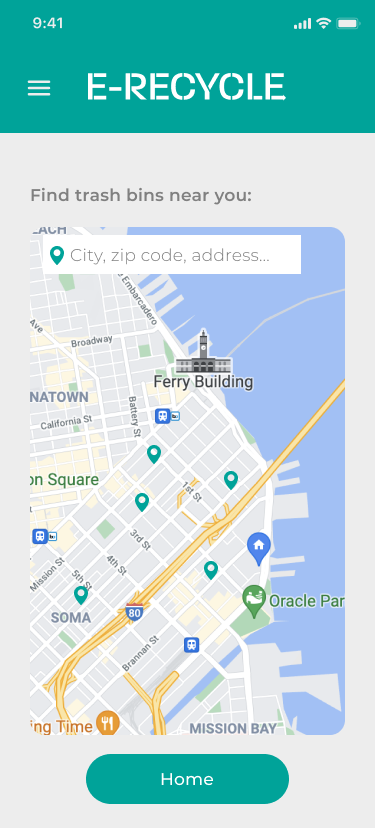 9:41
E-RECYCLE
Find trash bins near you:
City, zip code, address...
Embarcadero
Ave
Broadway
Ferry Building
NATOWN
Battery St
California St
on Square
1st St
3rd St
4th St
Mission St
5th St
Oracle Par
80
SOMA
Brannan St
ing Time
MISSION BAY
Home